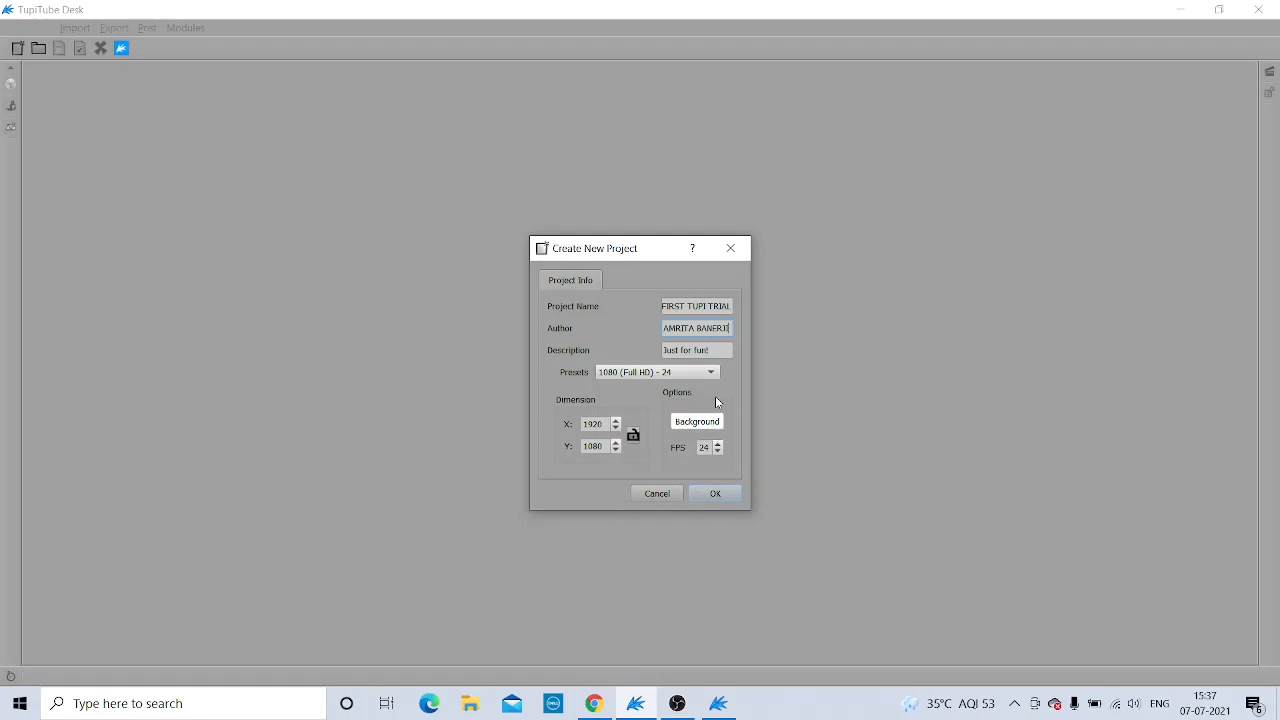 TupiTube Desk
Import Export Post Modules
Create New Project
?
Project Info
Project Name FIRST TUPI TRIAL
Author AMRITA BANERJI
Description Just for fun!
Presets 1080 (Full HD) - 24
Dimension
Options
X: 1920
Background
Y: 1080
FPS 24
Cancel OK
Type here to search
DELL
35°C AQI 53
ENG
15:37
07-07-2021
6